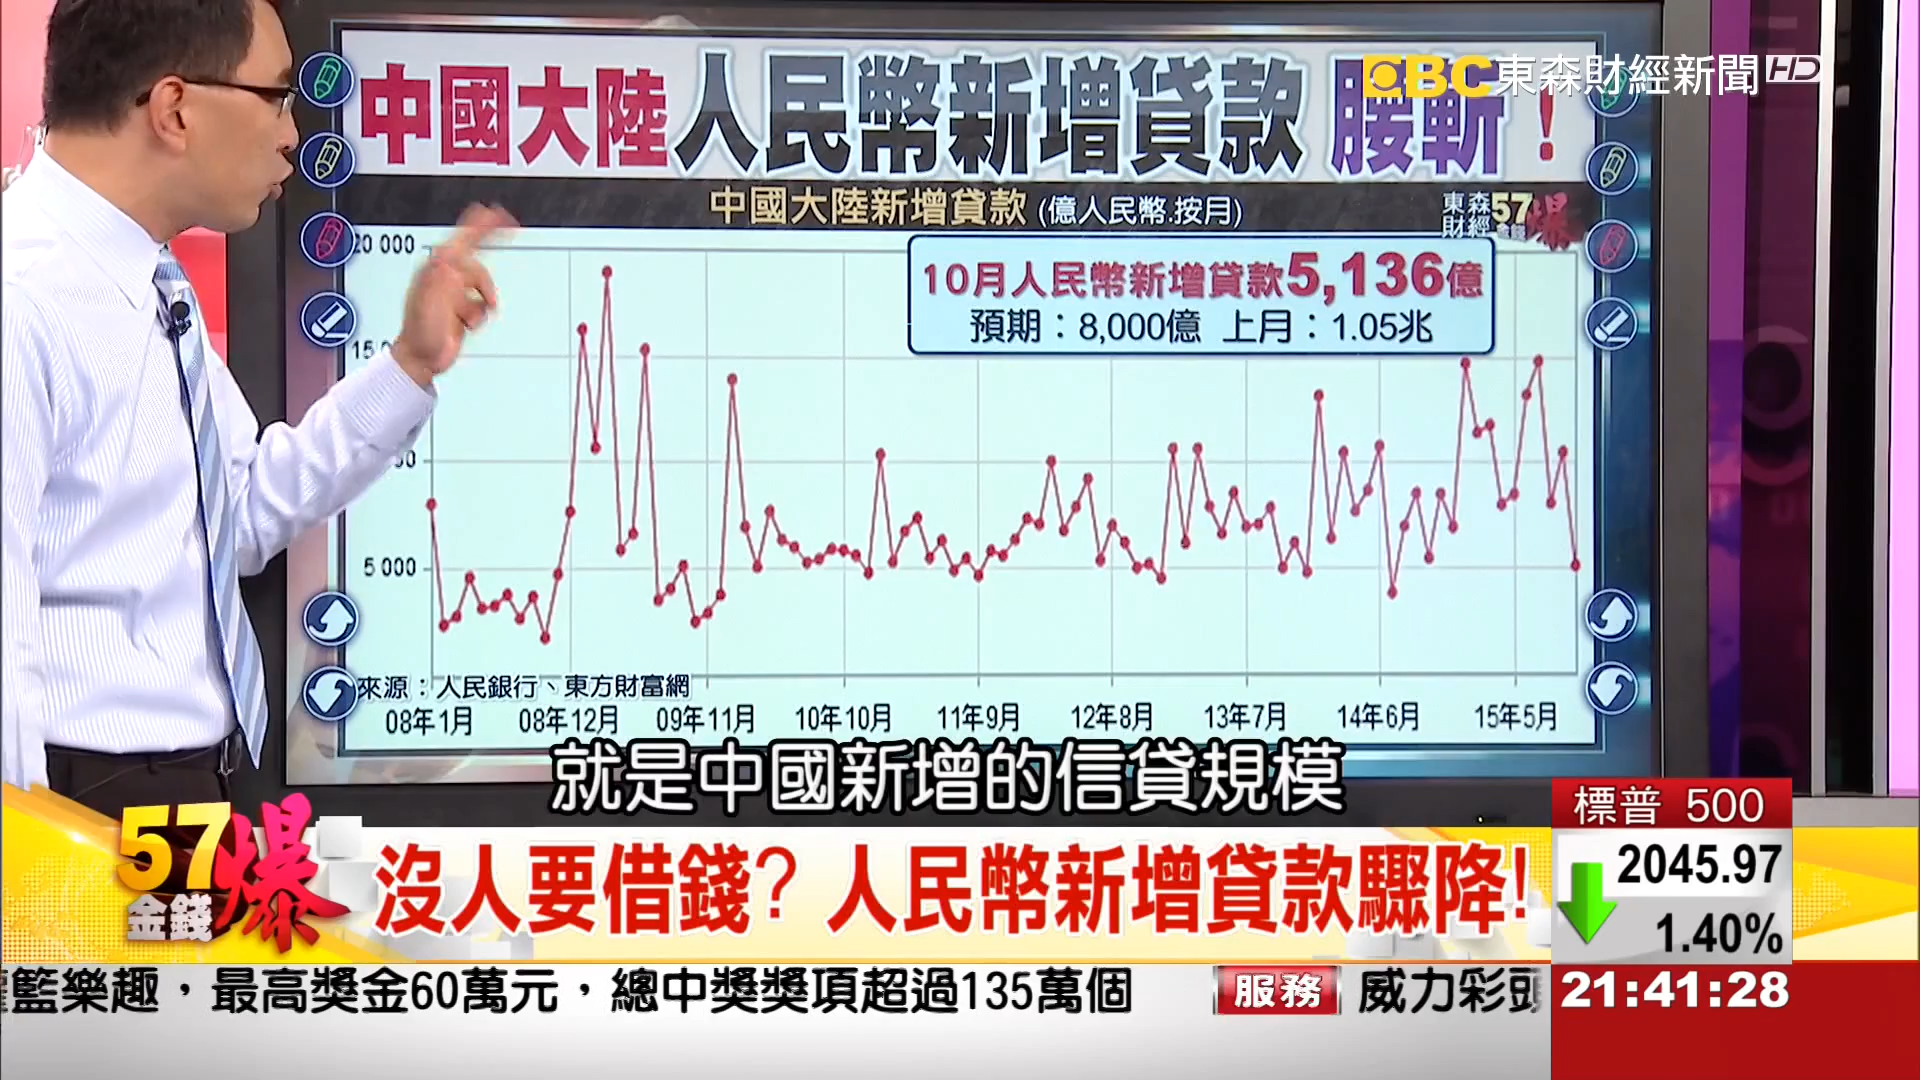 中國大陸人民幣新增貸款 腰斬!
EBC東森財經新聞HD
中國大陸新增貸款(億人民幣.按月)
東森財經57金錢爆
10月人民幣新增貸款5,136億
預期:8,000億 上月:1.05兆
20 000
5 000
來源:人民銀行、東方財富網
08年1月 08年12月 09年11月 10年10月 11年9月 12年8月 13年7月 14年6月 15年5月
就是中國新增的信貸規模
57金錢爆
沒人要借錢? 人民幣新增貸款驟降!
標普 500
2045.97
1.40%
籃樂趣,最高獎金60萬元,總中獎獎項超過135萬個 服務 威力彩頭
21:41:28